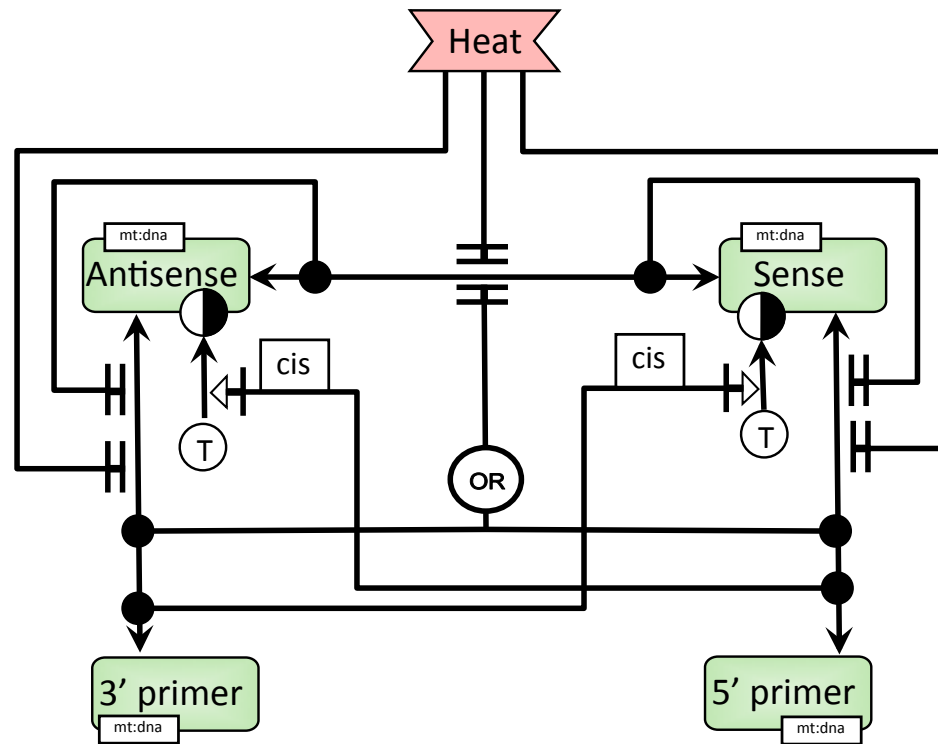 Heat
mt:dna
Antisense
mt:dna
Sense
cis
cis
T
T
OR
3’ primer
mt:dna
5’ primer
mt:dna